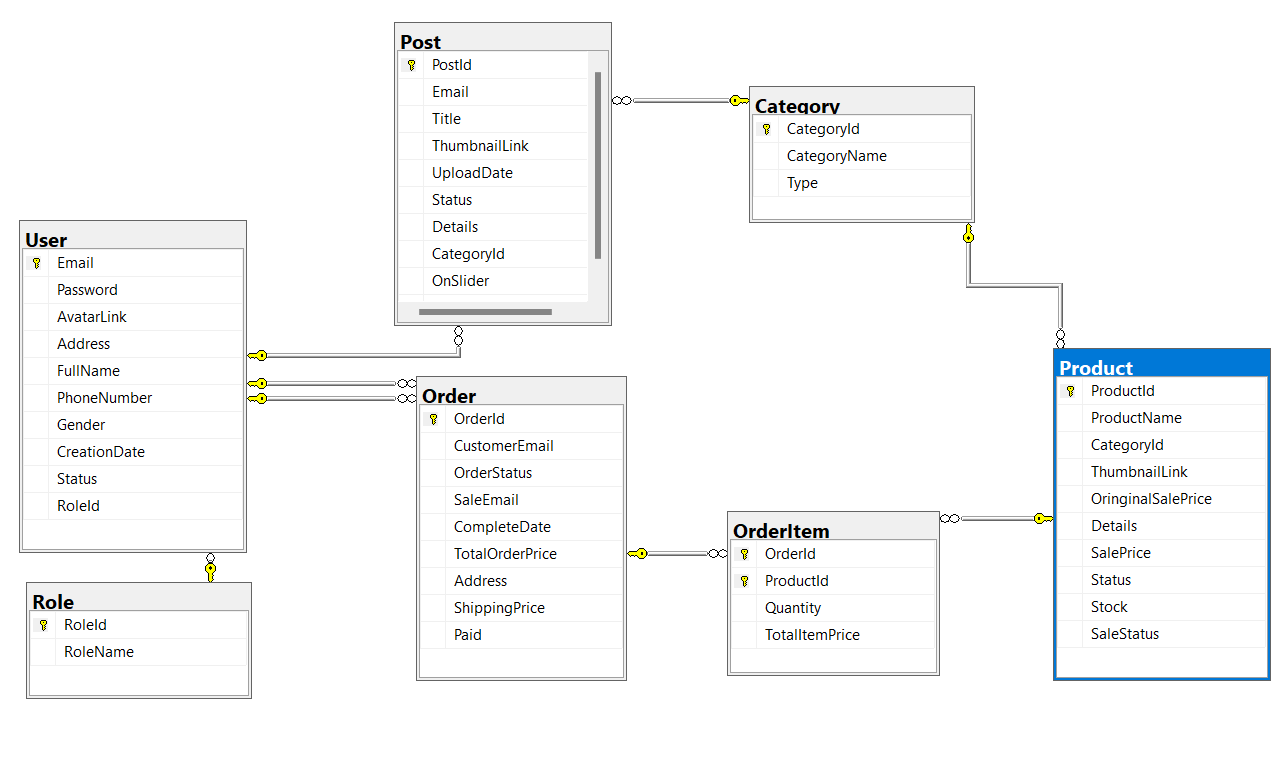 Post
PostId
Email
Title
ThumbnailLink
UploadDate
Status
Details
CategoryId
OnSlider
Category
CategoryId
CategoryName
Type
User
Email
Password
AvatarLink
Address
FullName
PhoneNumber
Gender
CreationDate
Status
RoleId
Order
OrderId
CustomerEmail
OrderStatus
SaleEmail
CompleteDate
TotalOrderPrice
Address
ShippingPrice
Paid
Product
ProductId
ProductName
CategoryId
ThumbnailLink
OringinalSalePrice
Details
SalePrice
Status
Stock
SaleStatus
OrderItem
OrderId
ProductId
Quantity
TotalItemPrice
Role
RoleId
RoleName